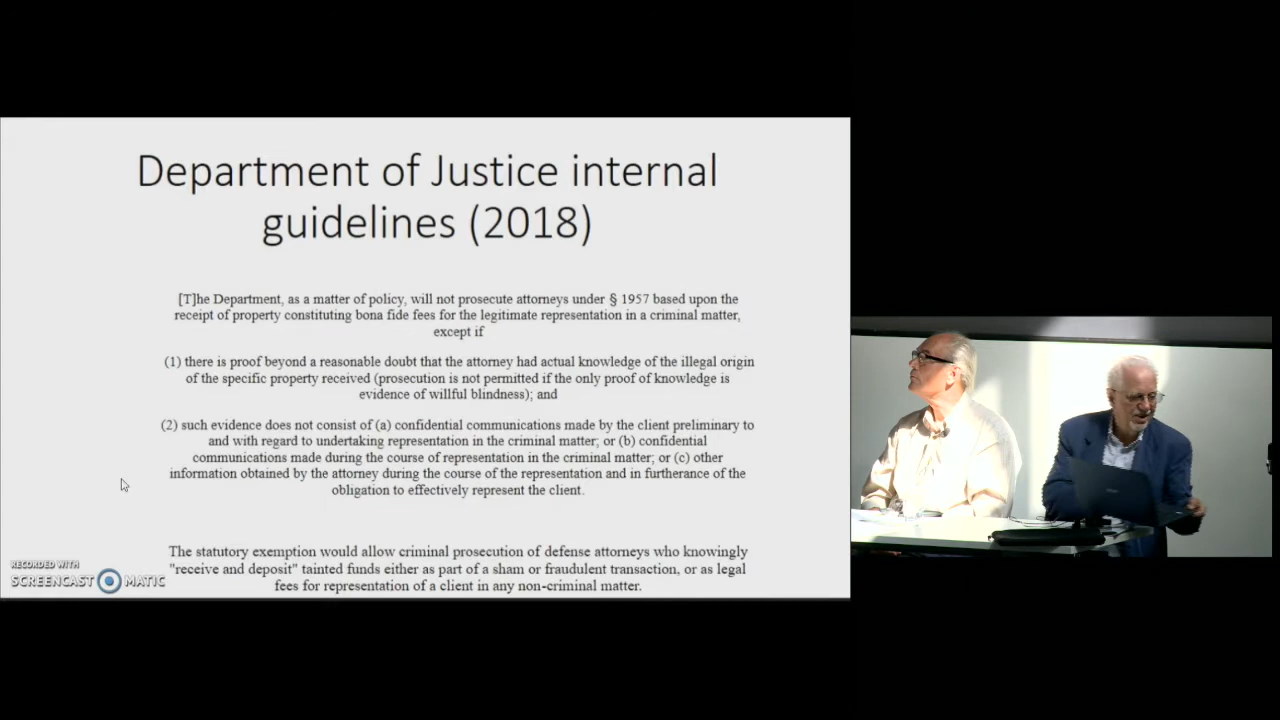 Department of Justice internal
guidelines (2018)
[T]he Department, as a matter of policy, will not prosecute attorneys under § 1957 based upon the
receipt of property constituting bona fide fees for the legitimate representation in a criminal matter,
except if
(1) there is proof beyond a reasonable doubt that the attorney had actual knowledge of the illegal origin
of the specific property received (prosecution is not permitted if the only proof of knowledge is
evidence of willful blindness); and
(2) such evidence does not consist of (a) confidential communications made by the client preliminary to
and with regard to undertaking representation in the criminal matter; or (b) confidential
communications made during the course of representation in the criminal matter; or (c) other
information obtained by the attorney during the course of the representation and in furtherance of the
obligation to effectively represent the client.
The statutory exemption would allow criminal prosecution of defense attorneys who knowingly
"receive and deposit" tainted funds either as part of a sham or fraudulent transaction, or as legal
fees for representation of a client in any non-criminal matter.
RECORDED WITH
SCREENCAST MATIC